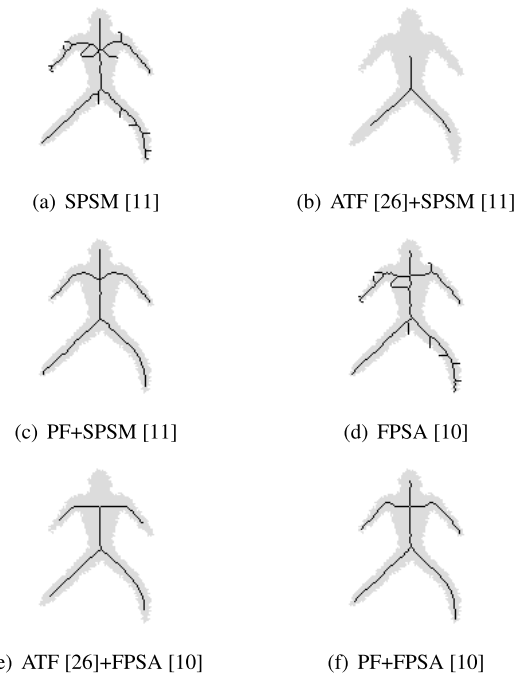 (a) SPSM [11]
(b) ATF [26]+SPSM [11]
(c) PF+SPSM [11]
(d) FPSA [10]
e) ATF [26]+FPSA [10]
(f) PF+FPSA [10]